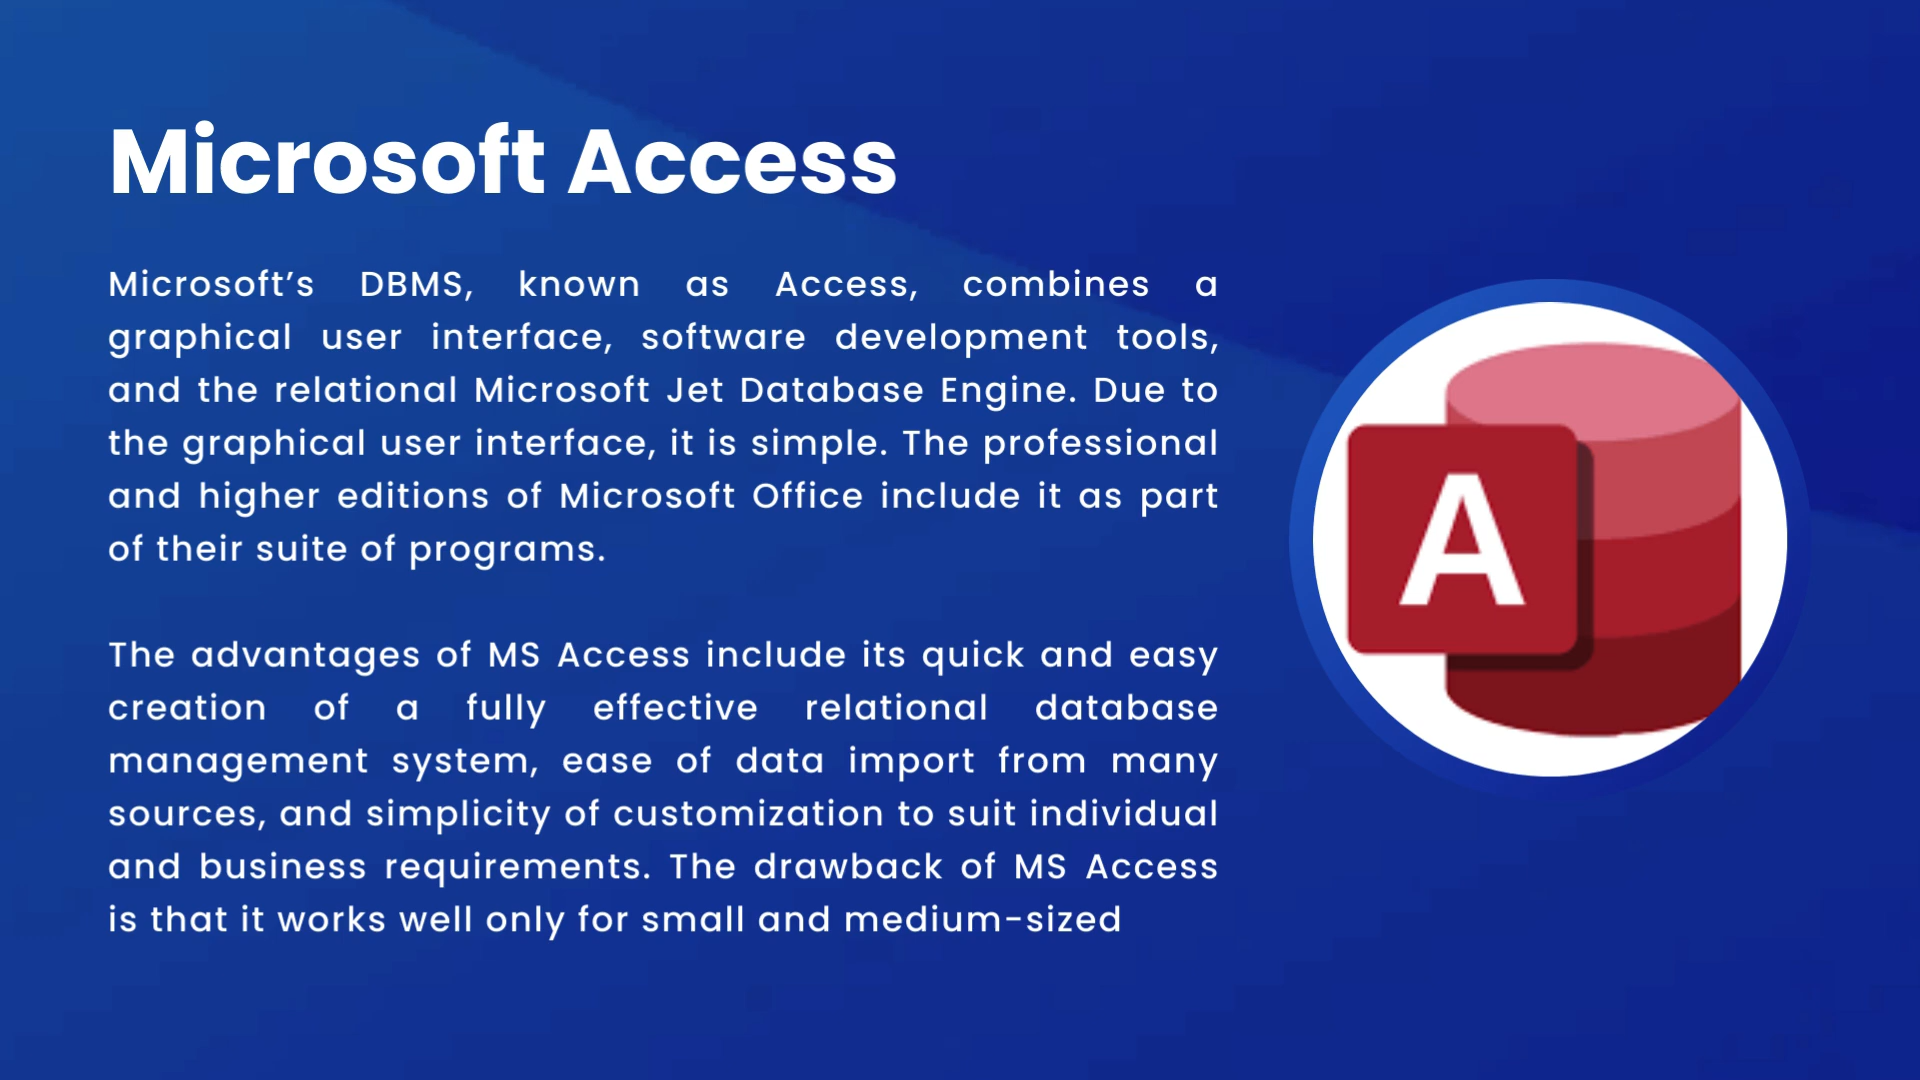 Microsoft Access
Microsoft’s DBMS, known as Access, combines a
graphical user interface, software development tools,
and the relational Microsoft Jet Database Engine. Due to
the graphical user interface, it is simple. The professional
and higher editions of Microsoft Office include it as part
of their suite of programs.
The advantages of MS Access include its quick and easy
creation of a fully effective relational database
management system, ease of data import from many
sources, and simplicity of customization to suit individual
and business requirements. The drawback of MS Access
is that it works well only for small and medium-sized
A